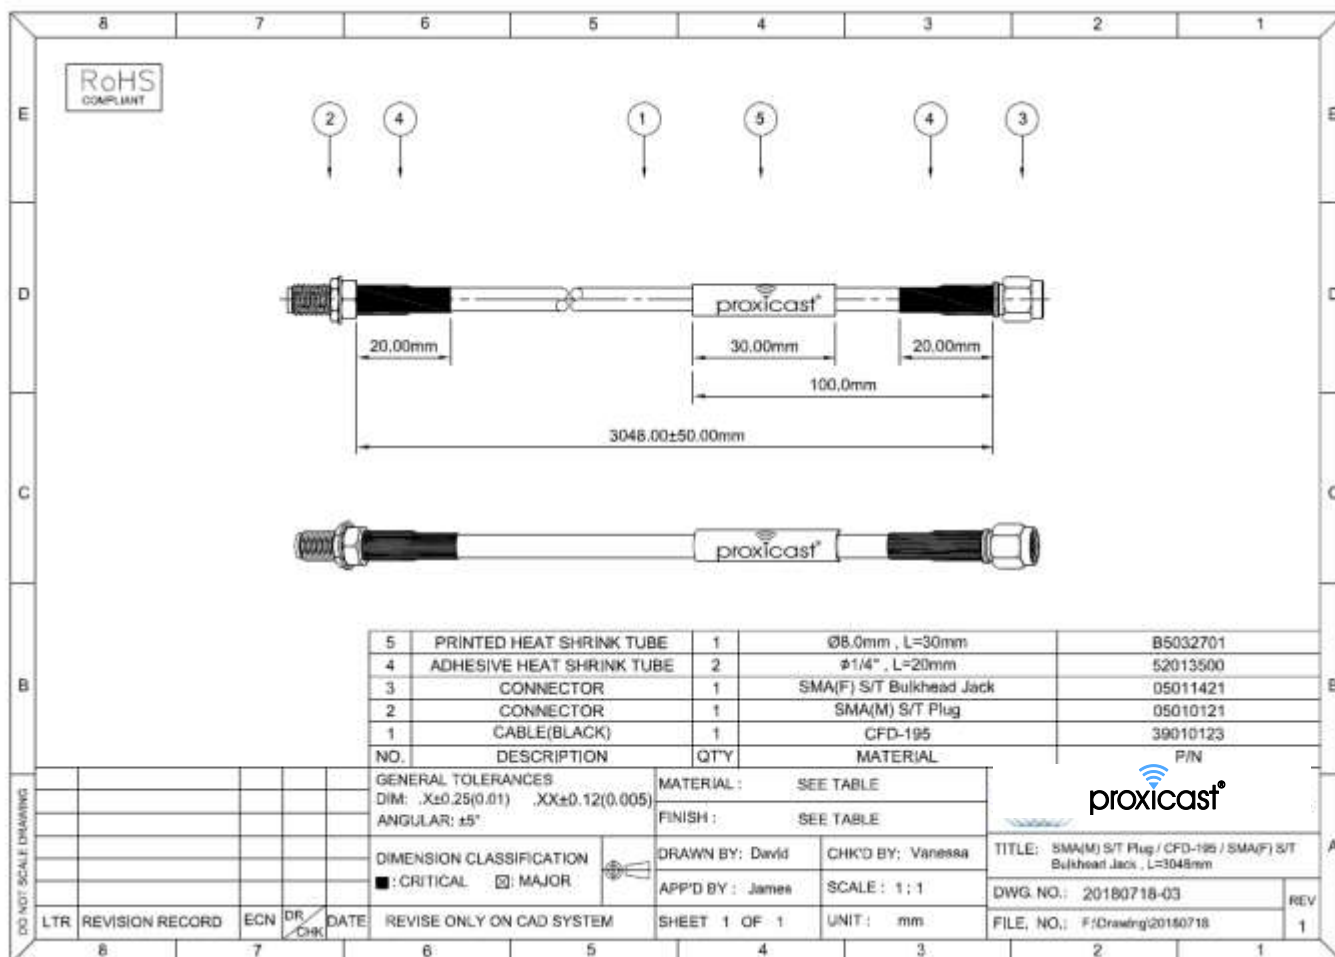 8 7 6 5 4 3 2 1
RoHS
COMPLIANT
E E
2 4 1 5 4 3
D D
proxicast®
20.00mm 30.00mm 20.00mm
100.0mm
3048.00±50.00mm
C C
proxicast®
B B
5 PRINTED HEAT SHRINK TUBE 1 Ø8.0mm , L=30mm B5032701
4 ADHESIVE HEAT SHRINK TUBE 2 ϕ1/4" , L=20mm 52013500
3 CONNECTOR 1 SMA(F) S/T Bulkhead Jack 05011421
2 CONNECTOR 1 SMA(M) S/T Plug 05010121
1 CABLE(BLACK) 1 CFD-195 39010123
NO. DESCRIPTION QT'Y MATERIAL P/N
DO NOT SCALE DRAWING
GENERAL TOLERANCES
DIM: .X±0.25(0.01) .XX±0.12(0.005)
ANGULAR: ±5°
MATERIAL : SEE TABLE
FINISH : SEE TABLE
proxicast®
A
DIMENSION CLASSIFICATION
: CRITICAL : MAJOR
DRAWN BY: David
CHK'D BY: Vanessa
APP'D BY : James
SCALE : 1 ; 1
TITLE: SMA(M) S/T Plug / CFD-195 / SMA(F) S/T
Bulkhead Jack , L=3048mm
DWG. NO.: 20180718-03
REV
1
LTR REVISION RECORD ECN DR CHK DATE
REVISE ONLY ON CAD SYSTEM
SHEET 1 OF 1
UNIT : mm
FILE. NO.: F:\Drawing\20180718
8 7 6 5 4 3 2 1